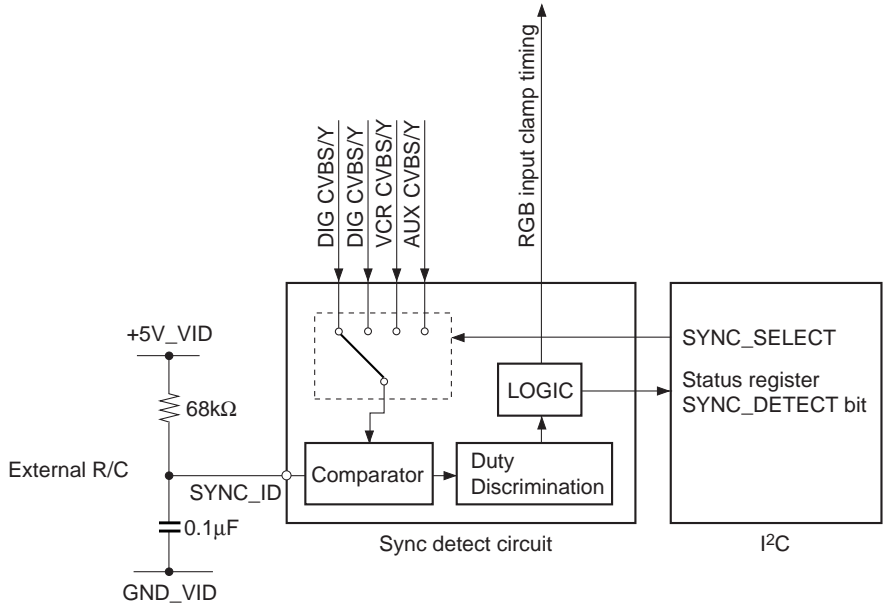 RGB input clamp timing
DIG CVBS/Y
DIG CVBS/Y
VCR CVBS/Y
AUX CVBS/Y
+5V_VID
68kΩ
External R/C
SYNC_ID
0.1μF
GND_VID
Comparator
Duty
Discrimination
LOGIC
Sync detect circuit
SYNC_SELECT
Status register
SYNC_DETECT bit
I²C